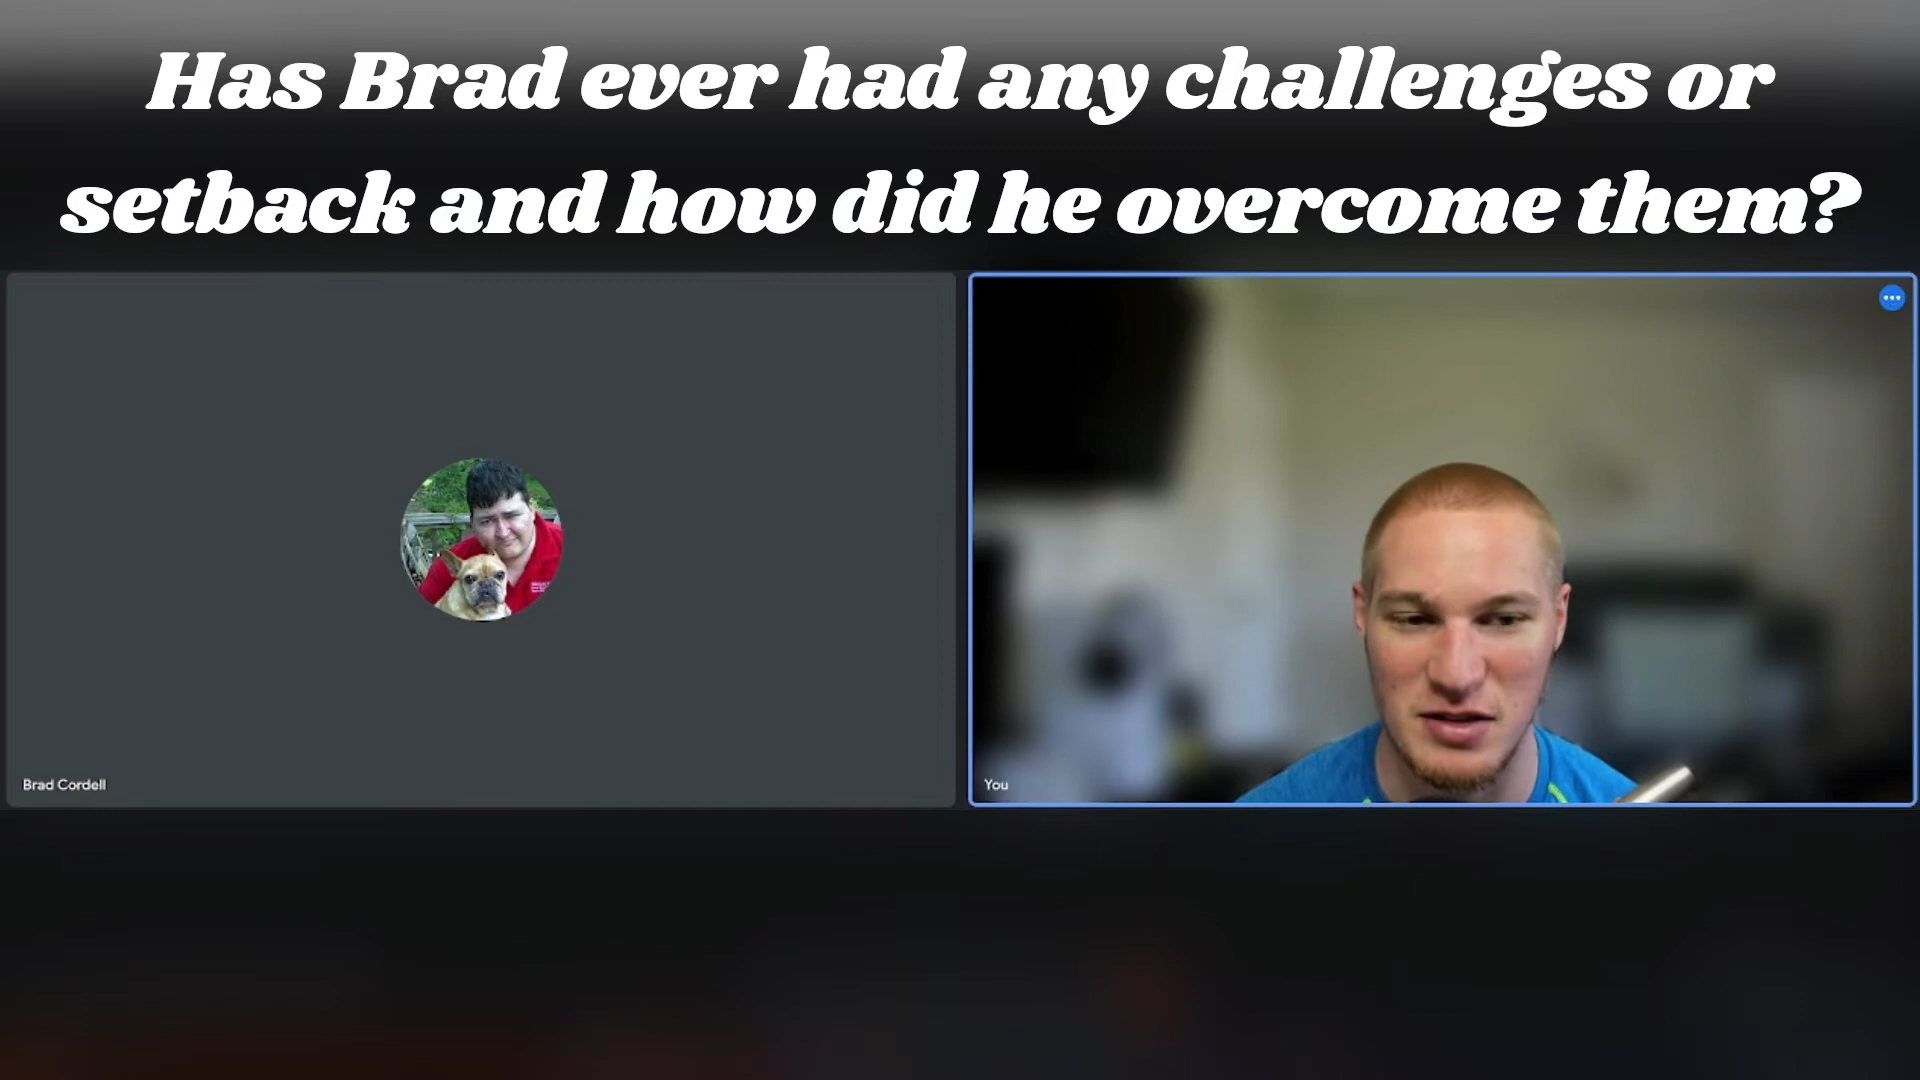 Has Brad ever had any challenges or
setback and how did he overcome them?
Brad Cordell
You